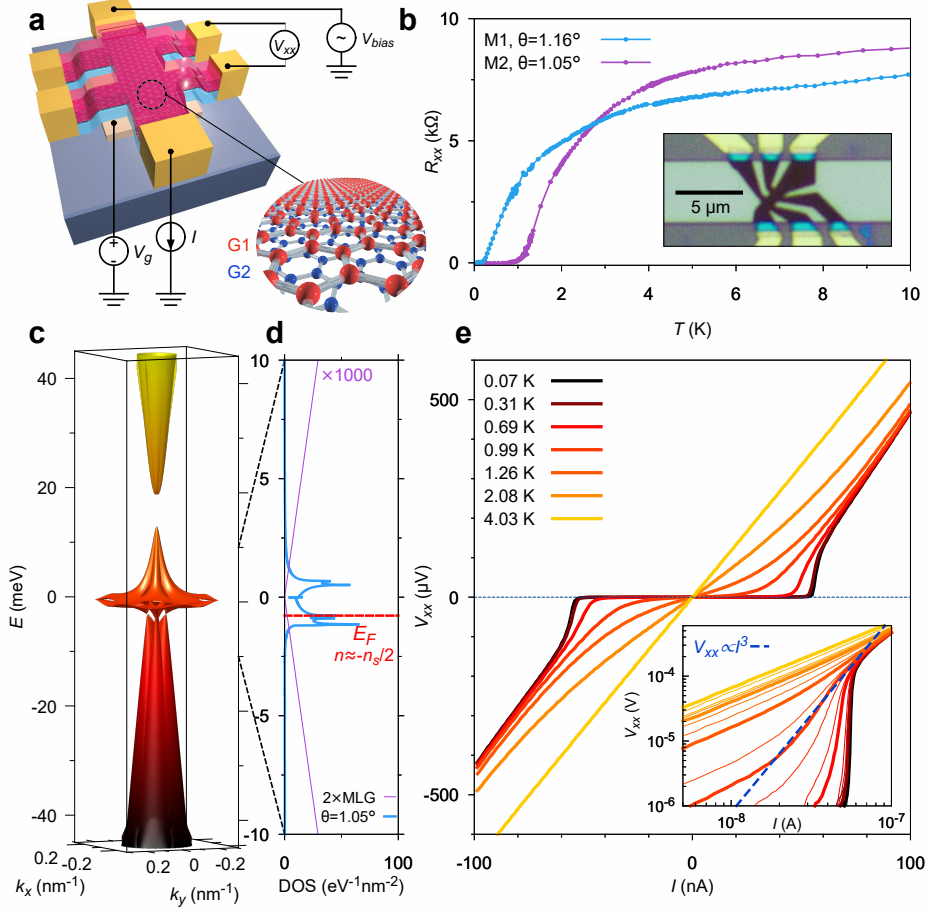 a
V_xx
~
V_bias
+
-
V_g
I
G1
G2
b
M1, θ=1.16°
M2, θ=1.05°
R_xx (kΩ)
10
5
0
5 µm
0
2
4
6
8
10
T (K)
c
E (meV)
40
20
0
-20
-40
0.2
-0.2
0.2
-0.2
k_x (nm⁻¹)
k_y (nm⁻¹)
d
10
5
0
-5
-10
×1000
E_F
n≈-n_s/2
2×MLG
θ=1.05°
0
100
DOS (eV⁻¹nm⁻²)
e
V_xx (µV)
500
0
-500
0.07 K
0.31 K
0.69 K
0.99 K
1.26 K
2.08 K
4.03 K
V_xx∝I³
V_xx (V)
10⁻⁴
10⁻⁵
10⁻⁶
10⁻⁸
I (A)
10⁻⁷
-100
0
100
I (nA)